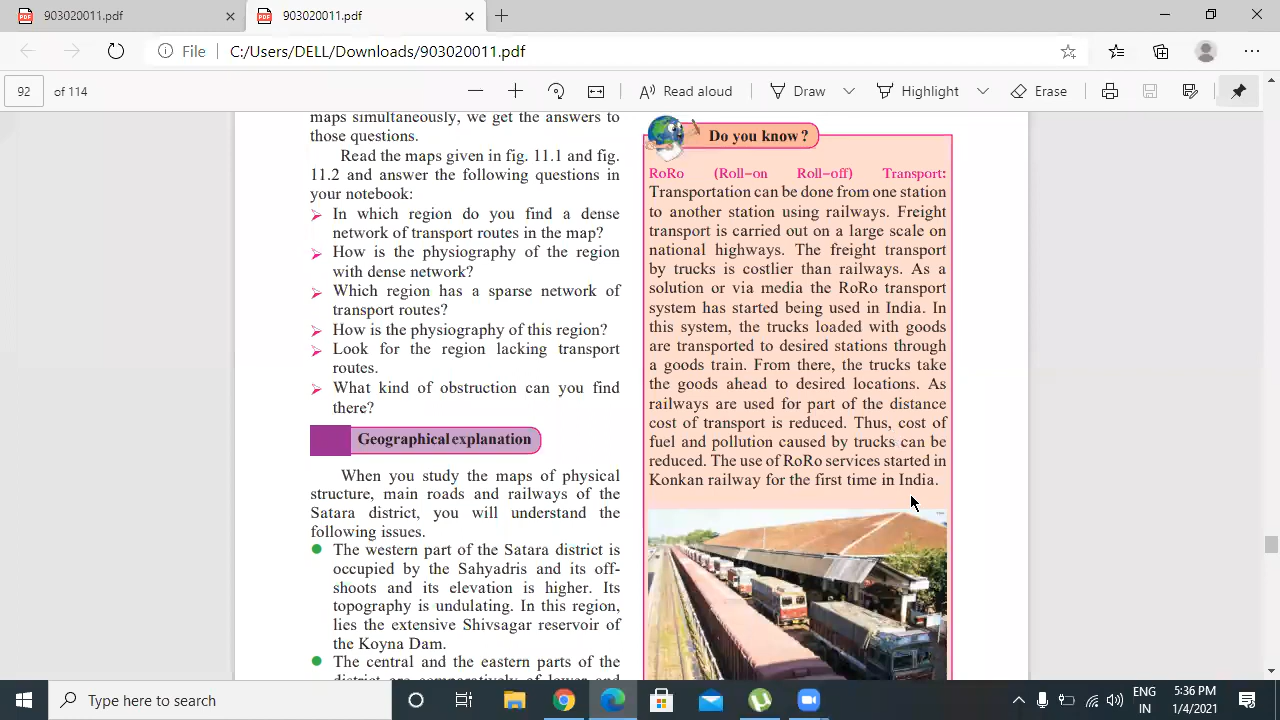 903020011.pdf
903020011.pdf
File
C:/Users/DELL/Downloads/903020011.pdf
92
of 114
Read aloud
Draw
Highlight
Erase
maps simultaneously, we get the answers to
those questions.
Read the maps given in fig. 11.1 and fig.
11.2 and answer the following questions in
your notebook:
In which region do you find a dense
network of transport routes in the map?
How is the physiography of the region
with dense network?
Which region has a sparse network of
transport routes?
How is the physiography of this region?
Look for the region lacking transport
routes.
What kind of obstruction can you find
there?
Geographical explanation
When you study the maps of physical
structure, main roads and railways of the
Satara district, you will understand the
following issues.
The western part of the Satara district is
occupied by the Sahyadris and its off-
shoots and its elevation is higher. Its
topography is undulating. In this region,
lies the extensive Shivsagar reservoir of
the Koyna Dam.
The central and the eastern parts of the
district are comparatively of lower and
Do you know ?
RoRo (Roll-on Roll-off) Transport:
Transportation can be done from one station
to another station using railways. Freight
transport is carried out on a large scale on
national highways. The freight transport
by trucks is costlier than railways. As a
solution or via media the RoRo transport
system has started being used in India. In
this system, the trucks loaded with goods
are transported to desired stations through
a goods train. From there, the trucks take
the goods ahead to desired locations. As
railways are used for part of the distance
cost of transport is reduced. Thus, cost of
fuel and pollution caused by trucks can be
reduced. The use of RoRo services started in
Konkan railway for the first time in India.
Type here to search
ENG
IN
5:36 PM
1/4/2021